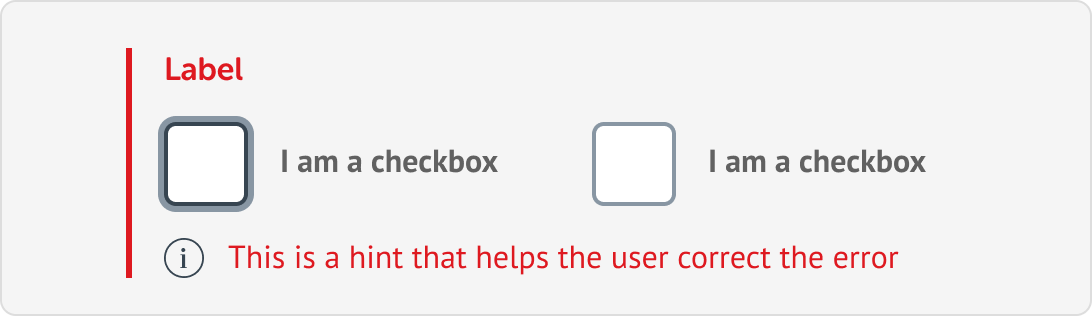 Label
I am a checkbox I am a checkbox
This is a hint that helps the user correct the error